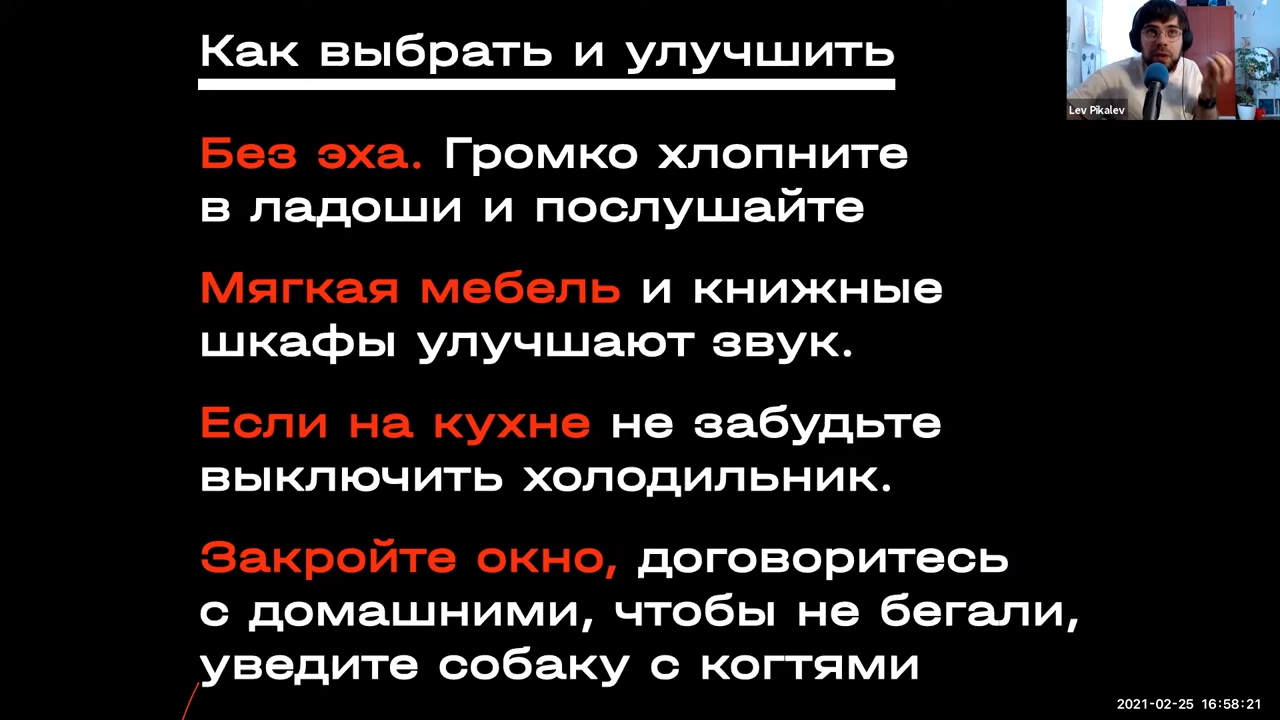 Как выбрать и улучшить
Lev Pikalev
Без эха. Громко хлопните
в ладоши и послушайте
Мягкая мебель и книжные
шкафы улучшают звук.
Если на кухне не забудьте
выключить холодильник.
Закройте окно, договоритесь
с домашними, чтобы не бегали,
уведите собаку с когтями
2021-02-25 16:58:21